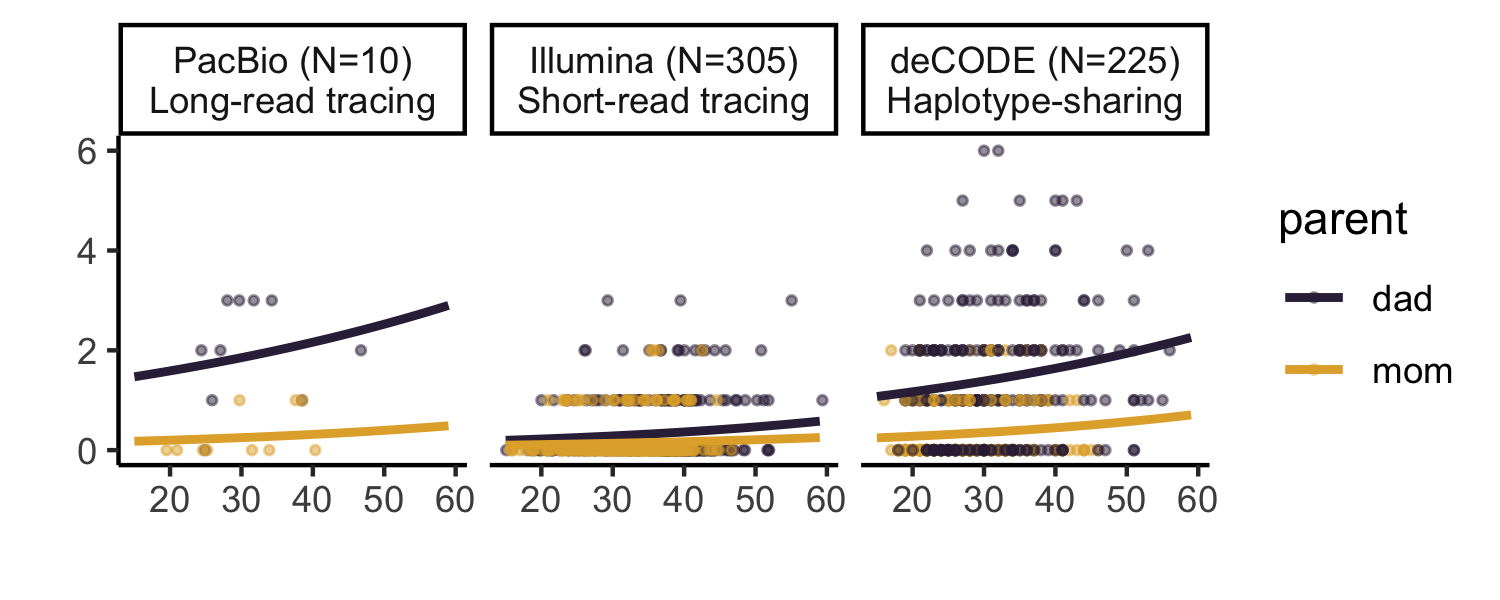 PacBio (N=10)
Long-read tracing
Illumina (N=305)
Short-read tracing
deCODE (N=225)
Haplotype-sharing
6
4
2
0
20 30 40 50 60
20 30 40 50 60
20 30 40 50 60
parent
dad
mom